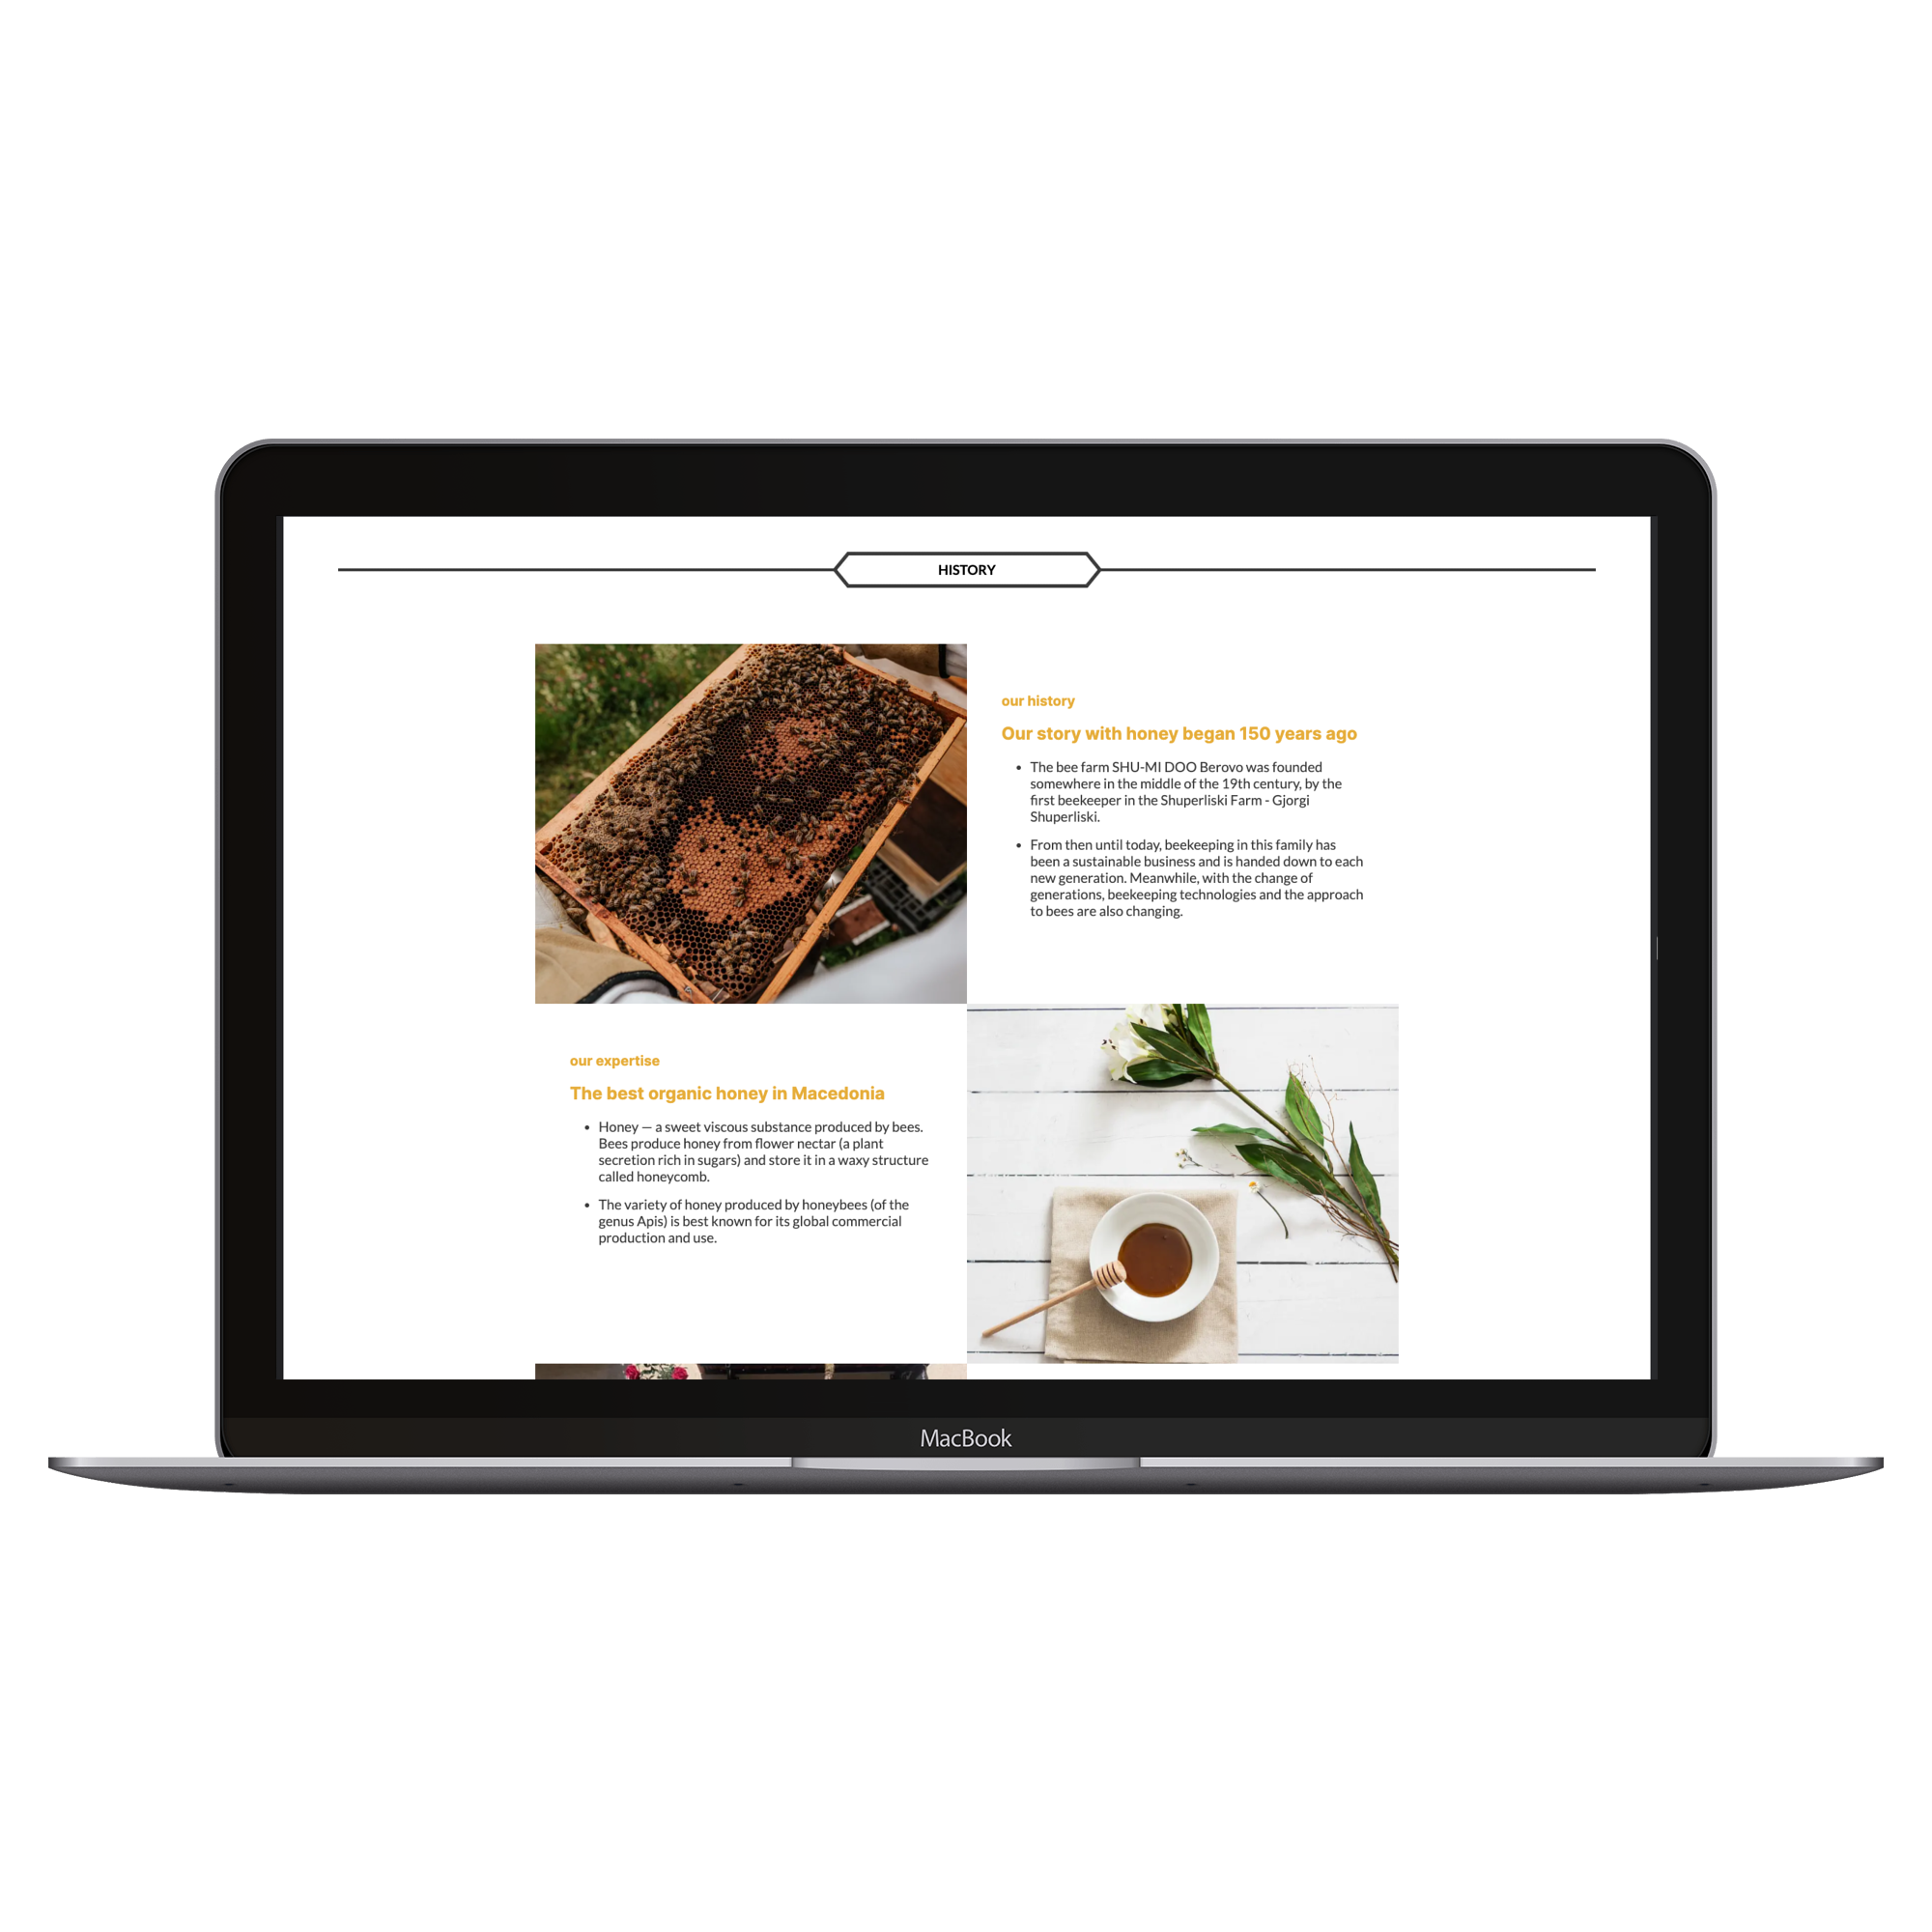 HISTORY
our history
Our story with honey began 150 years ago
• The bee farm SHU-MI DOO Berovo was founded
somewhere in the middle of the 19th century, by the
first beekeeper in the Shuperliski Farm - Gjorgi
Shuperliski.
• From then until today, beekeeping in this family has
been a sustainable business and is handed down to each
new generation. Meanwhile, with the change of
generations, beekeeping technologies and the approach
to bees are also changing.
our expertise
The best organic honey in Macedonia
• Honey — a sweet viscous substance produced by bees.
Bees produce honey from flower nectar (a plant
secretion rich in sugars) and store it in a waxy structure
called honeycomb.
• The variety of honey produced by honeybees (of the
genus Apis) is best known for its global commercial
production and use.
MacBook